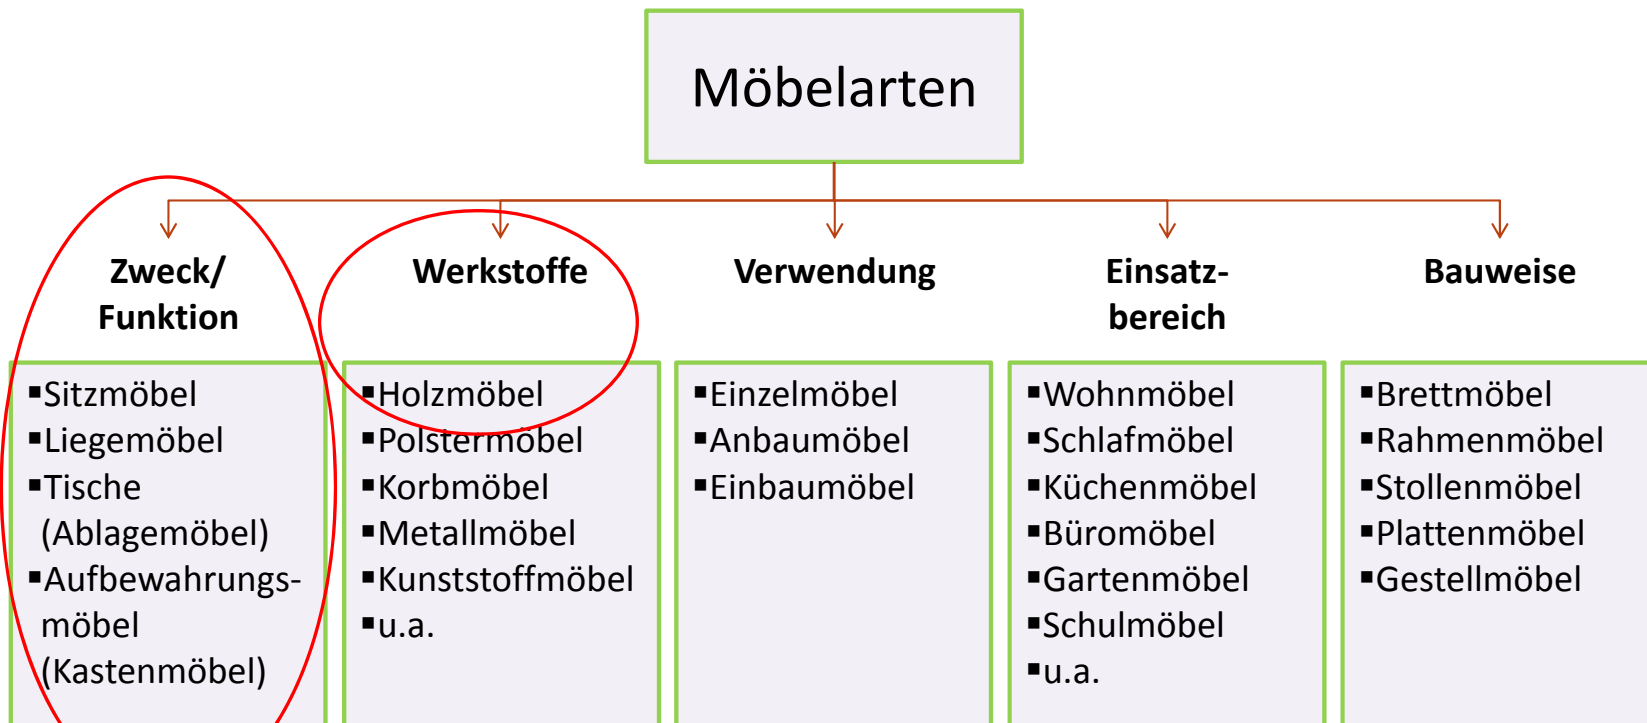 Möbelarten
Zweck/
Funktion
▪Sitzmöbel
▪Liegemöbel
▪Tische
(Ablagemöbel)
▪Aufbewahrungs-
möbel
(Kastenmöbel)
Werkstoffe
▪Holzmöbel
▪Polstermöbel
▪Korbmöbel
▪Metallmöbel
▪Kunststoffmöbel
▪u.a.
Verwendung
▪Einzelmöbel
▪Anbaumöbel
▪Einbaumöbel
Einsatz-
bereich
▪Wohnmöbel
▪Schlafmöbel
▪Küchenmöbel
▪Büromöbel
▪Gartenmöbel
▪Schulmöbel
▪u.a.
Bauweise
▪Brettmöbel
▪Rahmenmöbel
▪Stollenmöbel
▪Plattenmöbel
▪Gestellmöbel